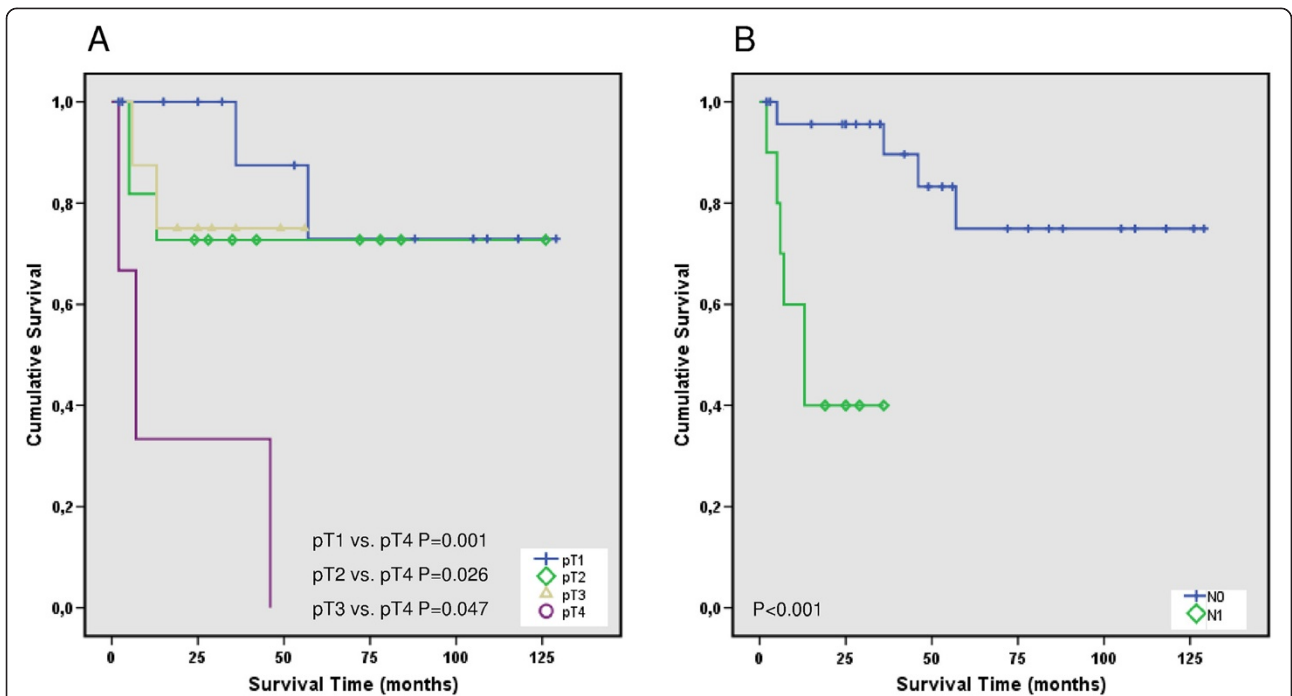 A
Cumulative Survival
1,0
0,8
0,6
0,4
0,2
0,0
pT1 vs. pT4 P=0.001
pT2 vs. pT4 P=0.026
pT3 vs. pT4 P=0.047
pT1
pT2
pT3
pT4
0 25 50 75 100 125
Survival Time (months)
B
Cumulative Survival
1,0
0,8
0,6
0,4
0,2
0,0
P<0.001
N0
N1
0 25 50 75 100 125
Survival Time (months)